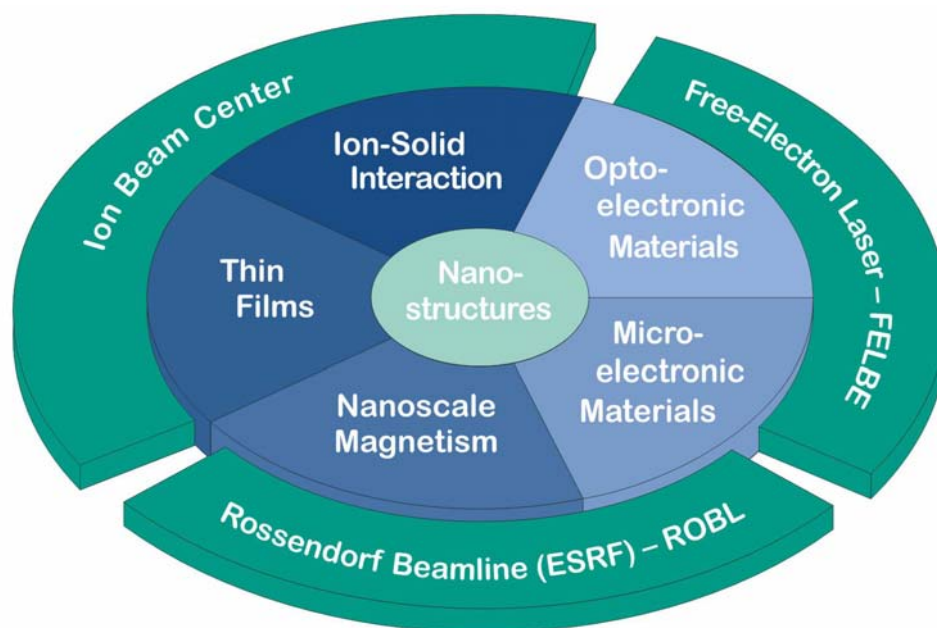 Ion Beam Center
Free-Electron Laser – FELBE
Ion-Solid
Interaction
Opto-
electronic
Materials
Thin
Films
Nano-
structures
Micro-
electronic
Materials
Nanoscale
Magnetism
Rossendorf Beamline (ESRF) – ROBL